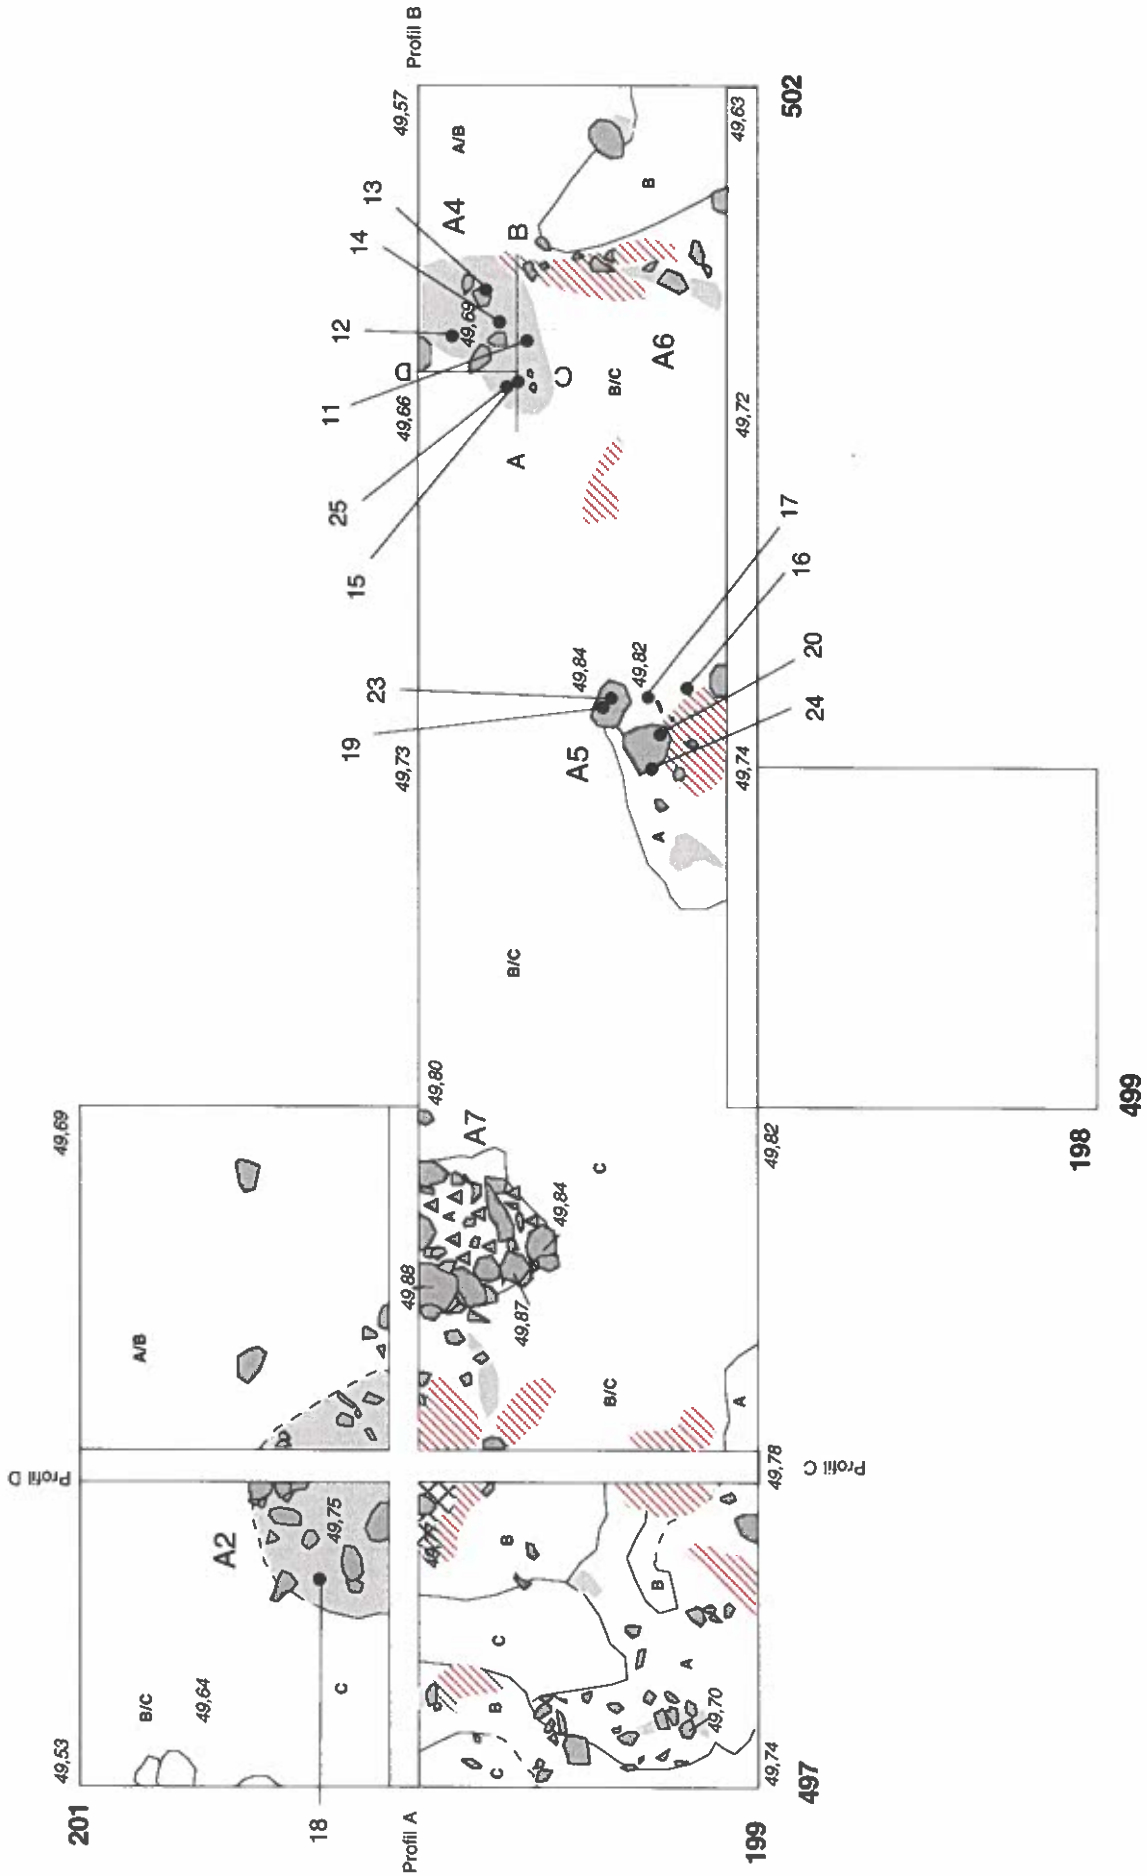 Profil B
49,57
A/B
49,63
502
13
A4
14
B
B
12
49,69
D
C
11
49,66
A6
B/C
49,72
25
A
15
17
16
49,84
49,82
23
20
19
24
49,73
A5
49,74
A
B/C
499
198
49,80
49,69
A7
49,82
C
A
49,84
49,88
49,87
A/B
B/C
A
Profil D
49,78
Profil C
A2
49,75
B
B
C
A
B/C
49,64
C
B
49,70
C
49,53
49,74
497
201
18
Profil A
199